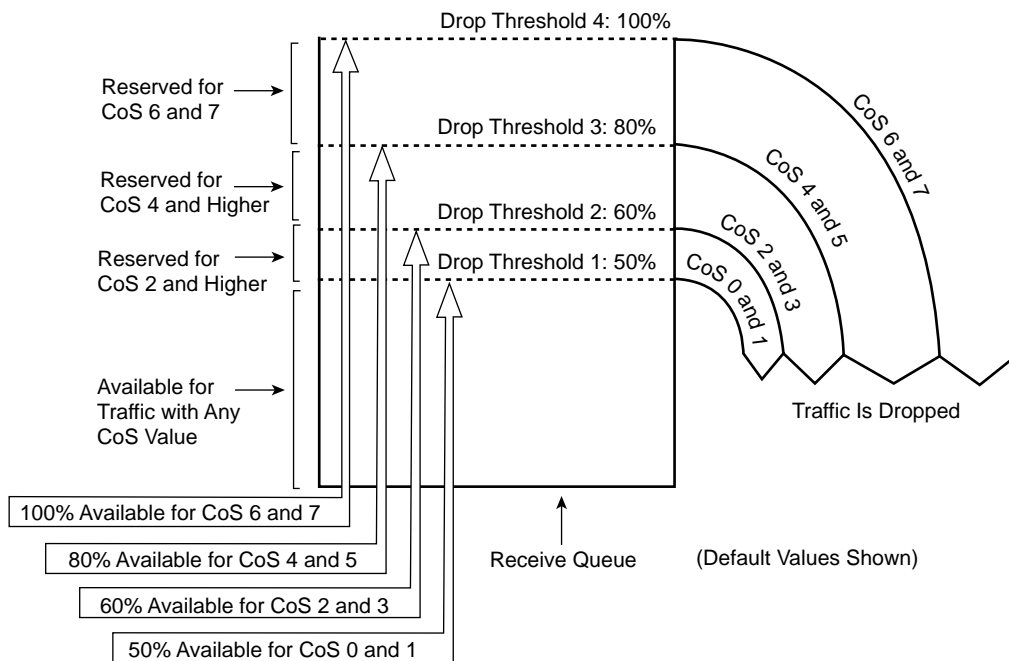 Drop Threshold 4: 100%
Reserved for
CoS 6 and 7
Drop Threshold 3: 80%
Reserved for
CoS 4 and Higher
Drop Threshold 2: 60%
Reserved for
CoS 2 and Higher
Drop Threshold 1: 50%
CoS 6 and 7
CoS 4 and 5
CoS 2 and 3
CoS 0 and 1
Available for
Traffic with Any
CoS Value
Traffic Is Dropped
100% Available for CoS 6 and 7
80% Available for CoS 4 and 5
60% Available for CoS 2 and 3
50% Available for CoS 0 and 1
Receive Queue
(Default Values Shown)